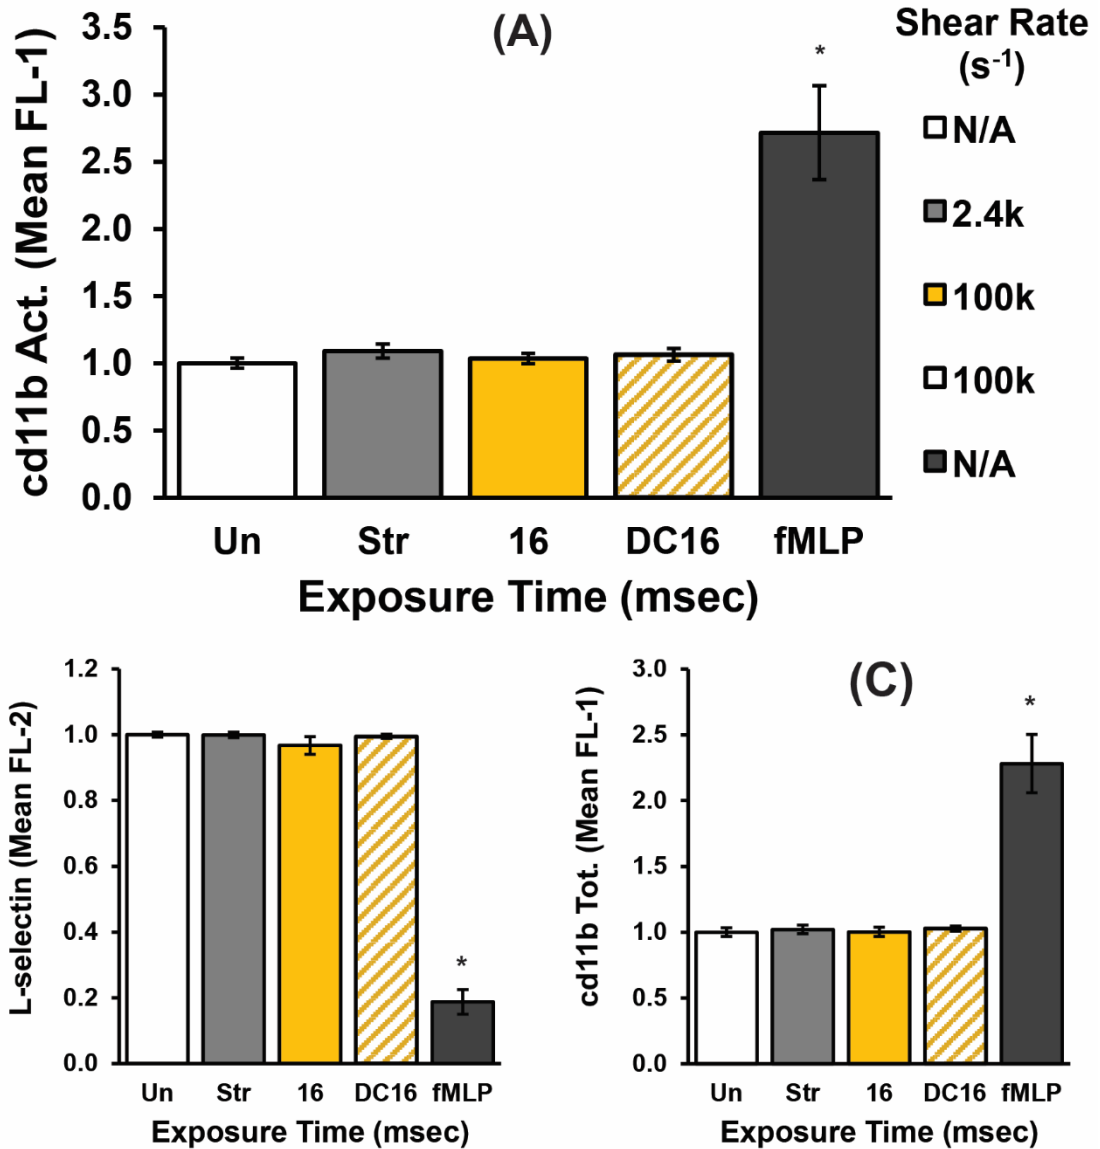 (A)
cd11b Act. (Mean FL-1)
3.5
3.0
2.5
2.0
1.5
1.0
0.5
0.0
*
Un Str 16 DC16 fMLP
Exposure Time (msec)
Shear Rate
(s-1)
N/A
2.4k
100k
100k
N/A
L-selectin (Mean FL-2)
1.2
1.0
0.8
0.6
0.4
0.2
0.0
*
Un Str 16 DC16 fMLP
Exposure Time (msec)
(C)
cd11b Tot. (Mean FL-1)
3.0
2.5
2.0
1.5
1.0
0.5
0.0
*
Un Str 16 DC16 fMLP
Exposure Time (msec)